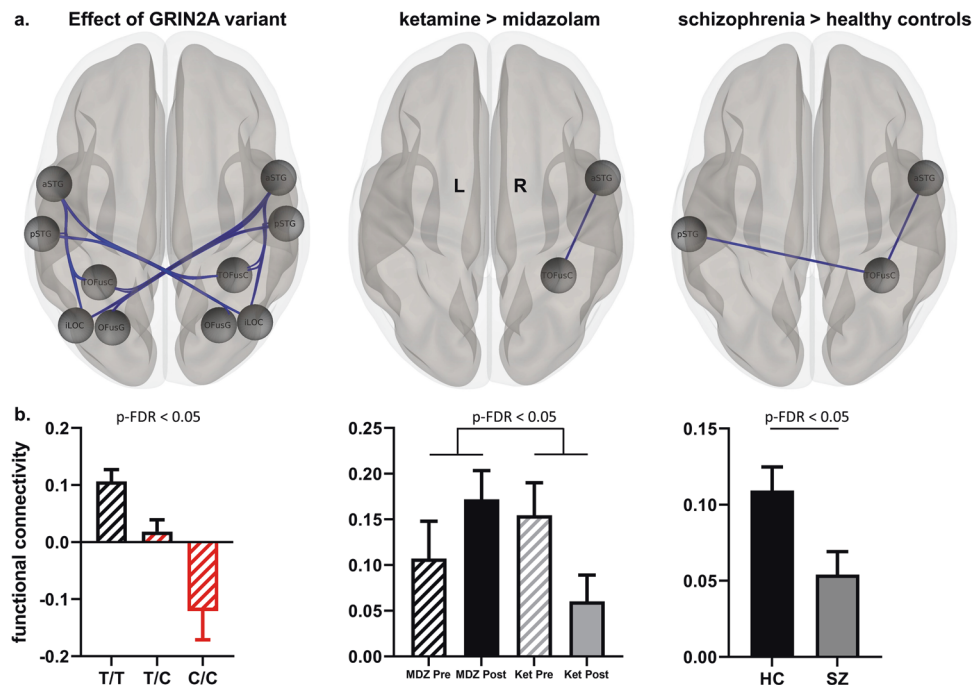 a.
Effect of GRIN2A variant
ketamine > midazolam
schizophrenia > healthy controls
aSTG
aSTG
pSTG
pSTG
TOFusC
TOFusC
iLOC
OFusG
OFusG
iLOC
L
R
aSTG
TOFusC
aSTG
pSTG
TOFusC
b.
p-FDR < 0.05
functional connectivity
0.2
0.1
0.0
-0.1
-0.2
T/T
T/C
C/C
p-FDR < 0.05
0.25
0.20
0.15
0.10
0.05
0.00
MDZ Pre
MDZ Post
Ket Pre
Ket Post
p-FDR < 0.05
0.15
0.10
0.05
0.00
HC
SZ